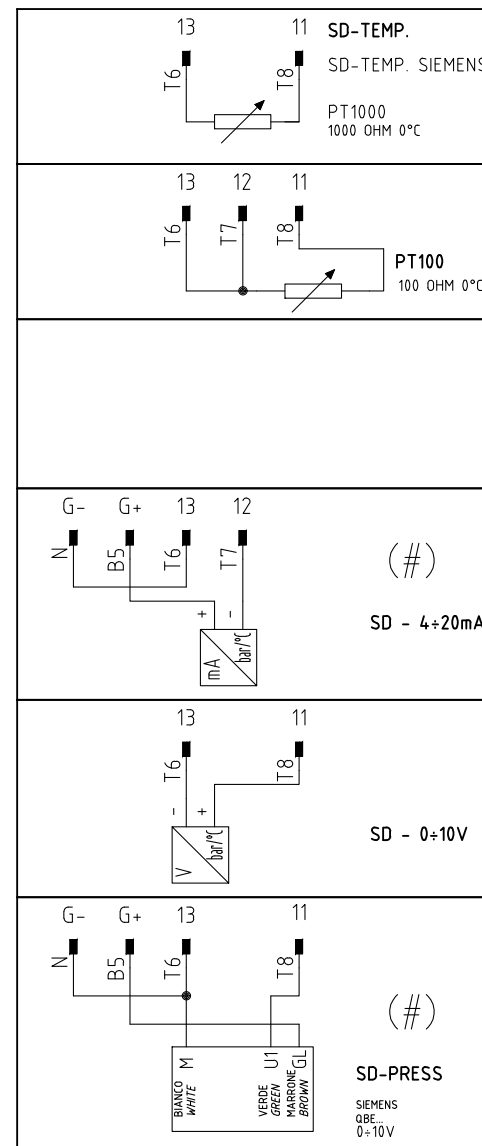 13 11 SD-TEMP.
T6 T8 SD-TEMP. SIEMENS
PT1000
1000 OHM 0°C
13 12 11
T6 T7 T8
PT100
100 OHM 0°C
G- G+ 13 12
N B5 T6 T7
(#)
+ -
SD - 4÷20mA
mA bar/°C
13 11
T6 T8
- +
SD - 0÷10V
V bar/°C
G- G+ 13 11
N B5 T6 T8
(#)
M U1 GL
BIANCO VERDE MARRONE
WHITE GREEN BROWN
SD-PRESS
SIEMENS
QBE...
0÷10V